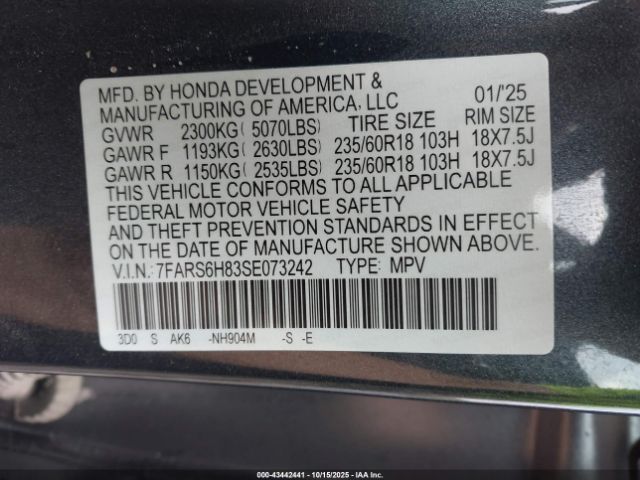 MFD. BY HONDA DEVELOPMENT & 01/'25
MANUFACTURING OF AMERICA, LLC
GVWR 2300KG ( 5070LBS) TIRE SIZE RIM SIZE
GAWR F 1193KG ( 2630LBS) 235/60R18 103H 18X7.5J
GAWR R 1150KG ( 2535LBS) 235/60R18 103H 18X7.5J
THIS VEHICLE CONFORMS TO ALL APPLICABLE
FEDERAL MOTOR VEHICLE SAFETY
AND THEFT PREVENTION STANDARDS IN EFFECT
ON THE DATE OF MANUFACTURE SHOWN ABOVE.
V.I.N.: 7FARS6H83SE073242 TYPE: MPV
3D0 S AK6 -NH904M -S -E
000-43442441 - 10/15/2025 - IAA Inc.